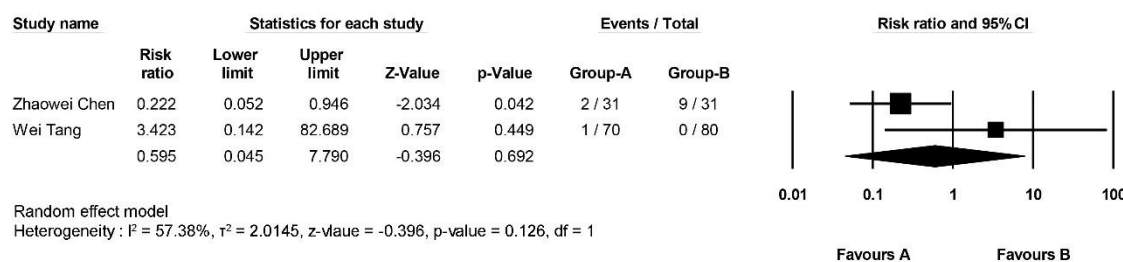 Study name Statistics for each study Events / Total Risk ratio and 95% CI
Risk ratio Lower limit Upper limit Z-Value p-Value Group-A Group-B
Zhaowei Chen 0.222 0.052 0.946 -2.034 0.042 2 / 31 9 / 31
Wei Tang 3.423 0.142 82.689 0.757 0.449 1 / 70 0 / 80
0.595 0.045 7.790 -0.396 0.692
0.01 0.1 1 10 100
Random effect model
Heterogeneity : I² = 57.38%, τ² = 2.0145, z-vlaue = -0.396, p-value = 0.126, df = 1
Favours A Favours B